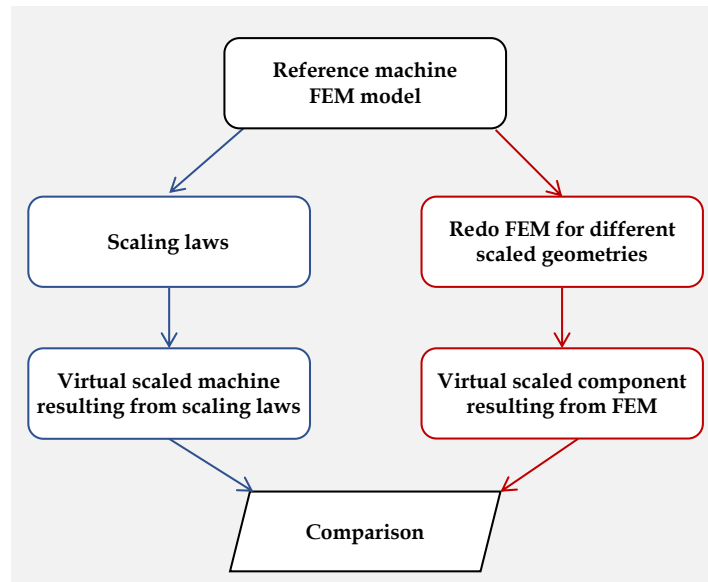 Reference machine
FEM model
Scaling laws
Redo FEM for different
scaled geometries
Virtual scaled machine
resulting from scaling laws
Virtual scaled component
resulting from FEM
Comparison